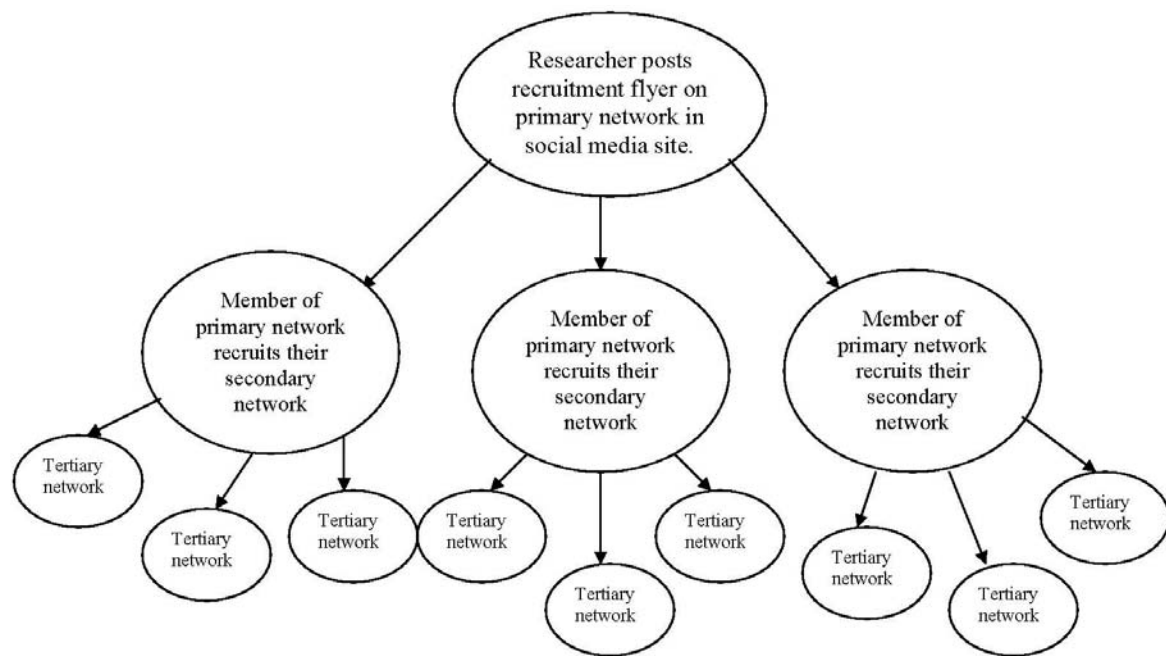 Researcher posts
recruitment flyer on
primary network in
social media site.
Member of
primary network
recruits their
secondary
network
Member of
primary network
recruits their
secondary
network
Member of
primary network
recruits their
secondary
network
Tertiary
network
Tertiary
network
Tertiary
network
Tertiary
network
Tertiary
network
Tertiary
network
Tertiary
network
Tertiary
network
Tertiary
network